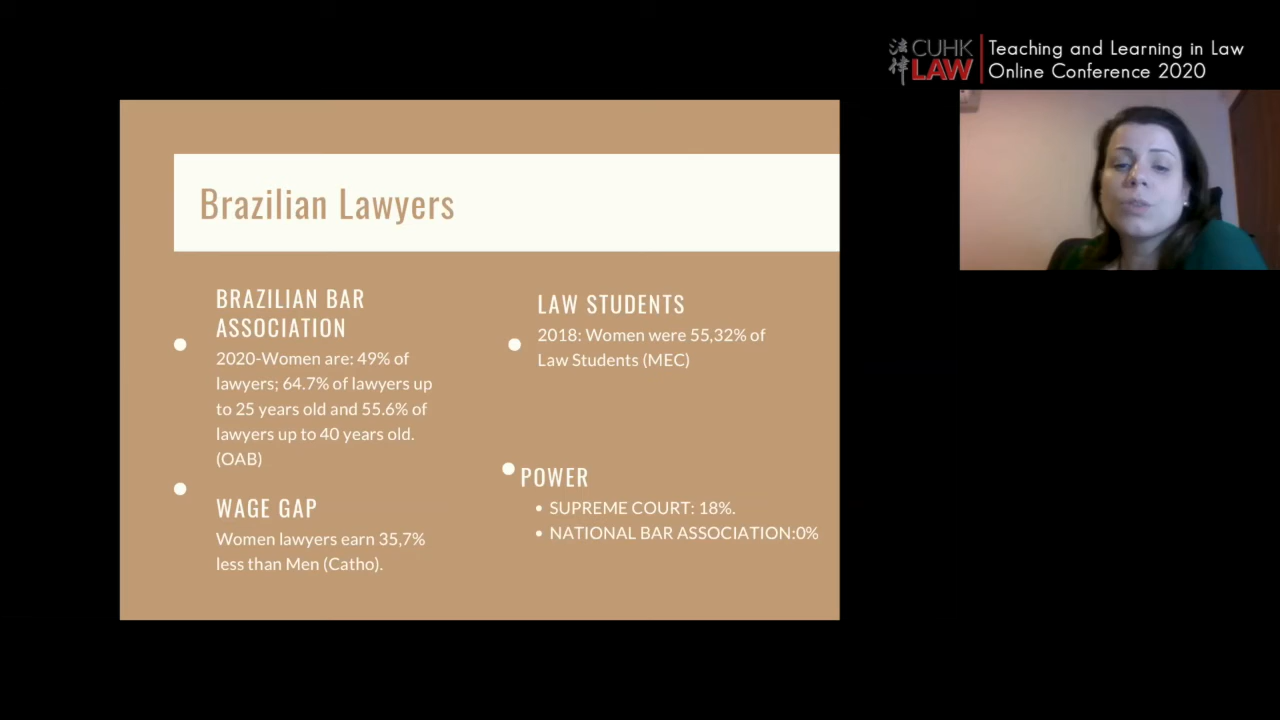 法律 CUHK LAW
Teaching and Learning in Law
Online Conference 2020
Brazilian Lawyers
BRAZILIAN BAR
ASSOCIATION
2020-Women are: 49% of
lawyers; 64.7% of lawyers up
to 25 years old and 55.6% of
lawyers up to 40 years old.
(OAB)
WAGE GAP
Women lawyers earn 35,7%
less than Men (Catho).
LAW STUDENTS
2018: Women were 55,32% of
Law Students (MEC)
POWER
• SUPREME COURT: 18%.
• NATIONAL BAR ASSOCIATION:0%